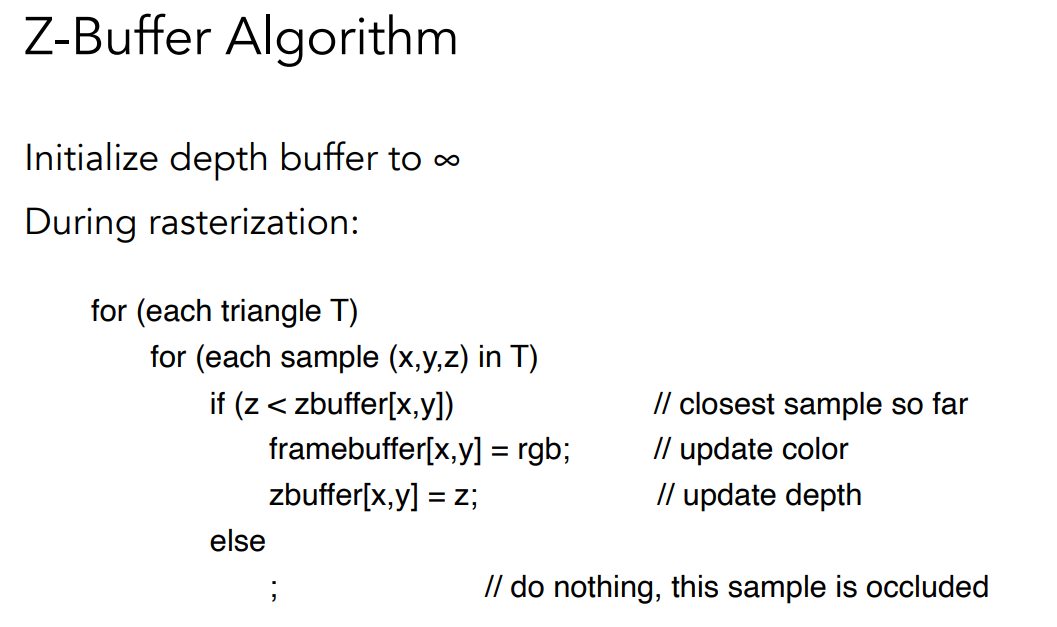 Z-Buffer Algorithm
Initialize depth buffer to ∞
During rasterization:
for (each triangle T)
for (each sample (x,y,z) in T)
if (z < zbuffer[x,y]) // closest sample so far
framebuffer[x,y] = rgb; // update color
zbuffer[x,y] = z; // update depth
else
; // do nothing, this sample is occluded